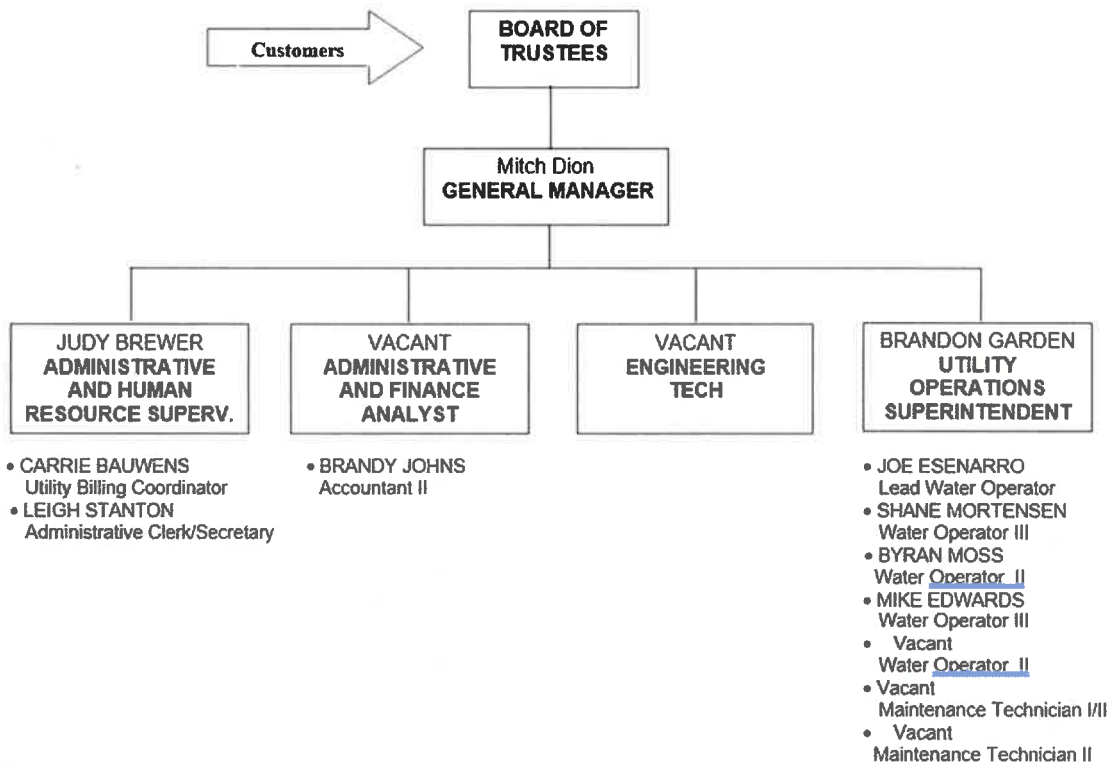 Customers
BOARD OF
TRUSTEES
Mitch Dion
GENERAL MANAGER
JUDY BREWER
ADMINISTRATIVE
AND HUMAN
RESOURCE SUPERV.
VACANT
ADMINISTRATIVE
AND FINANCE
ANALYST
VACANT
ENGINEERING
TECH
BRANDON GARDEN
UTILITY
OPERATIONS
SUPERINTENDENT
• CARRIE BAUWENS
Utility Billing Coordinator
• LEIGH STANTON
Administrative Clerk/Secretary
• BRANDY JOHNS
Accountant II
• JOE ESENARRO
Lead Water Operator
• SHANE MORTENSEN
Water Operator III
• BYRAN MOSS
Water Operator II
• MIKE EDWARDS
Water Operator III
• Vacant
Water Operator II
• Vacant
Maintenance Technician I/II
• Vacant
Maintenance Technician II